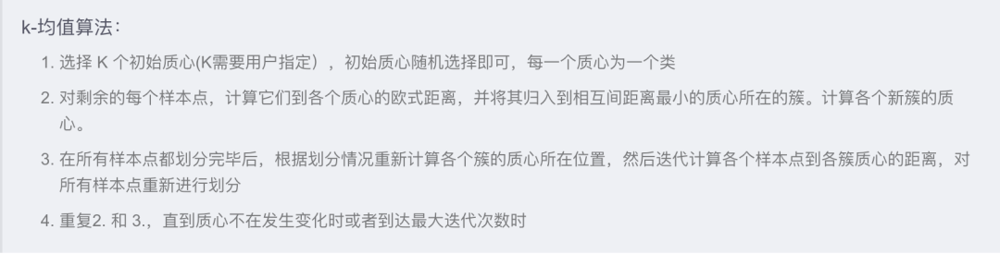 k-均值算法：
1. 选择 K 个初始质心(K需要用户指定），初始质心随机选择即可，每一个质心为一个类
2. 对剩余的每个样本点，计算它们到各个质心的欧式距离，并将其归入到相互间距离最小的质心所在的簇。计算各个新簇的质
心。
3. 在所有样本点都划分完毕后，根据划分情况重新计算各个簇的质心所在位置，然后迭代计算各个样本点到各簇质心的距离，对
所有样本点重新进行划分
4. 重复2. 和 3.，直到质心不在发生变化时或者到达最大迭代次数时